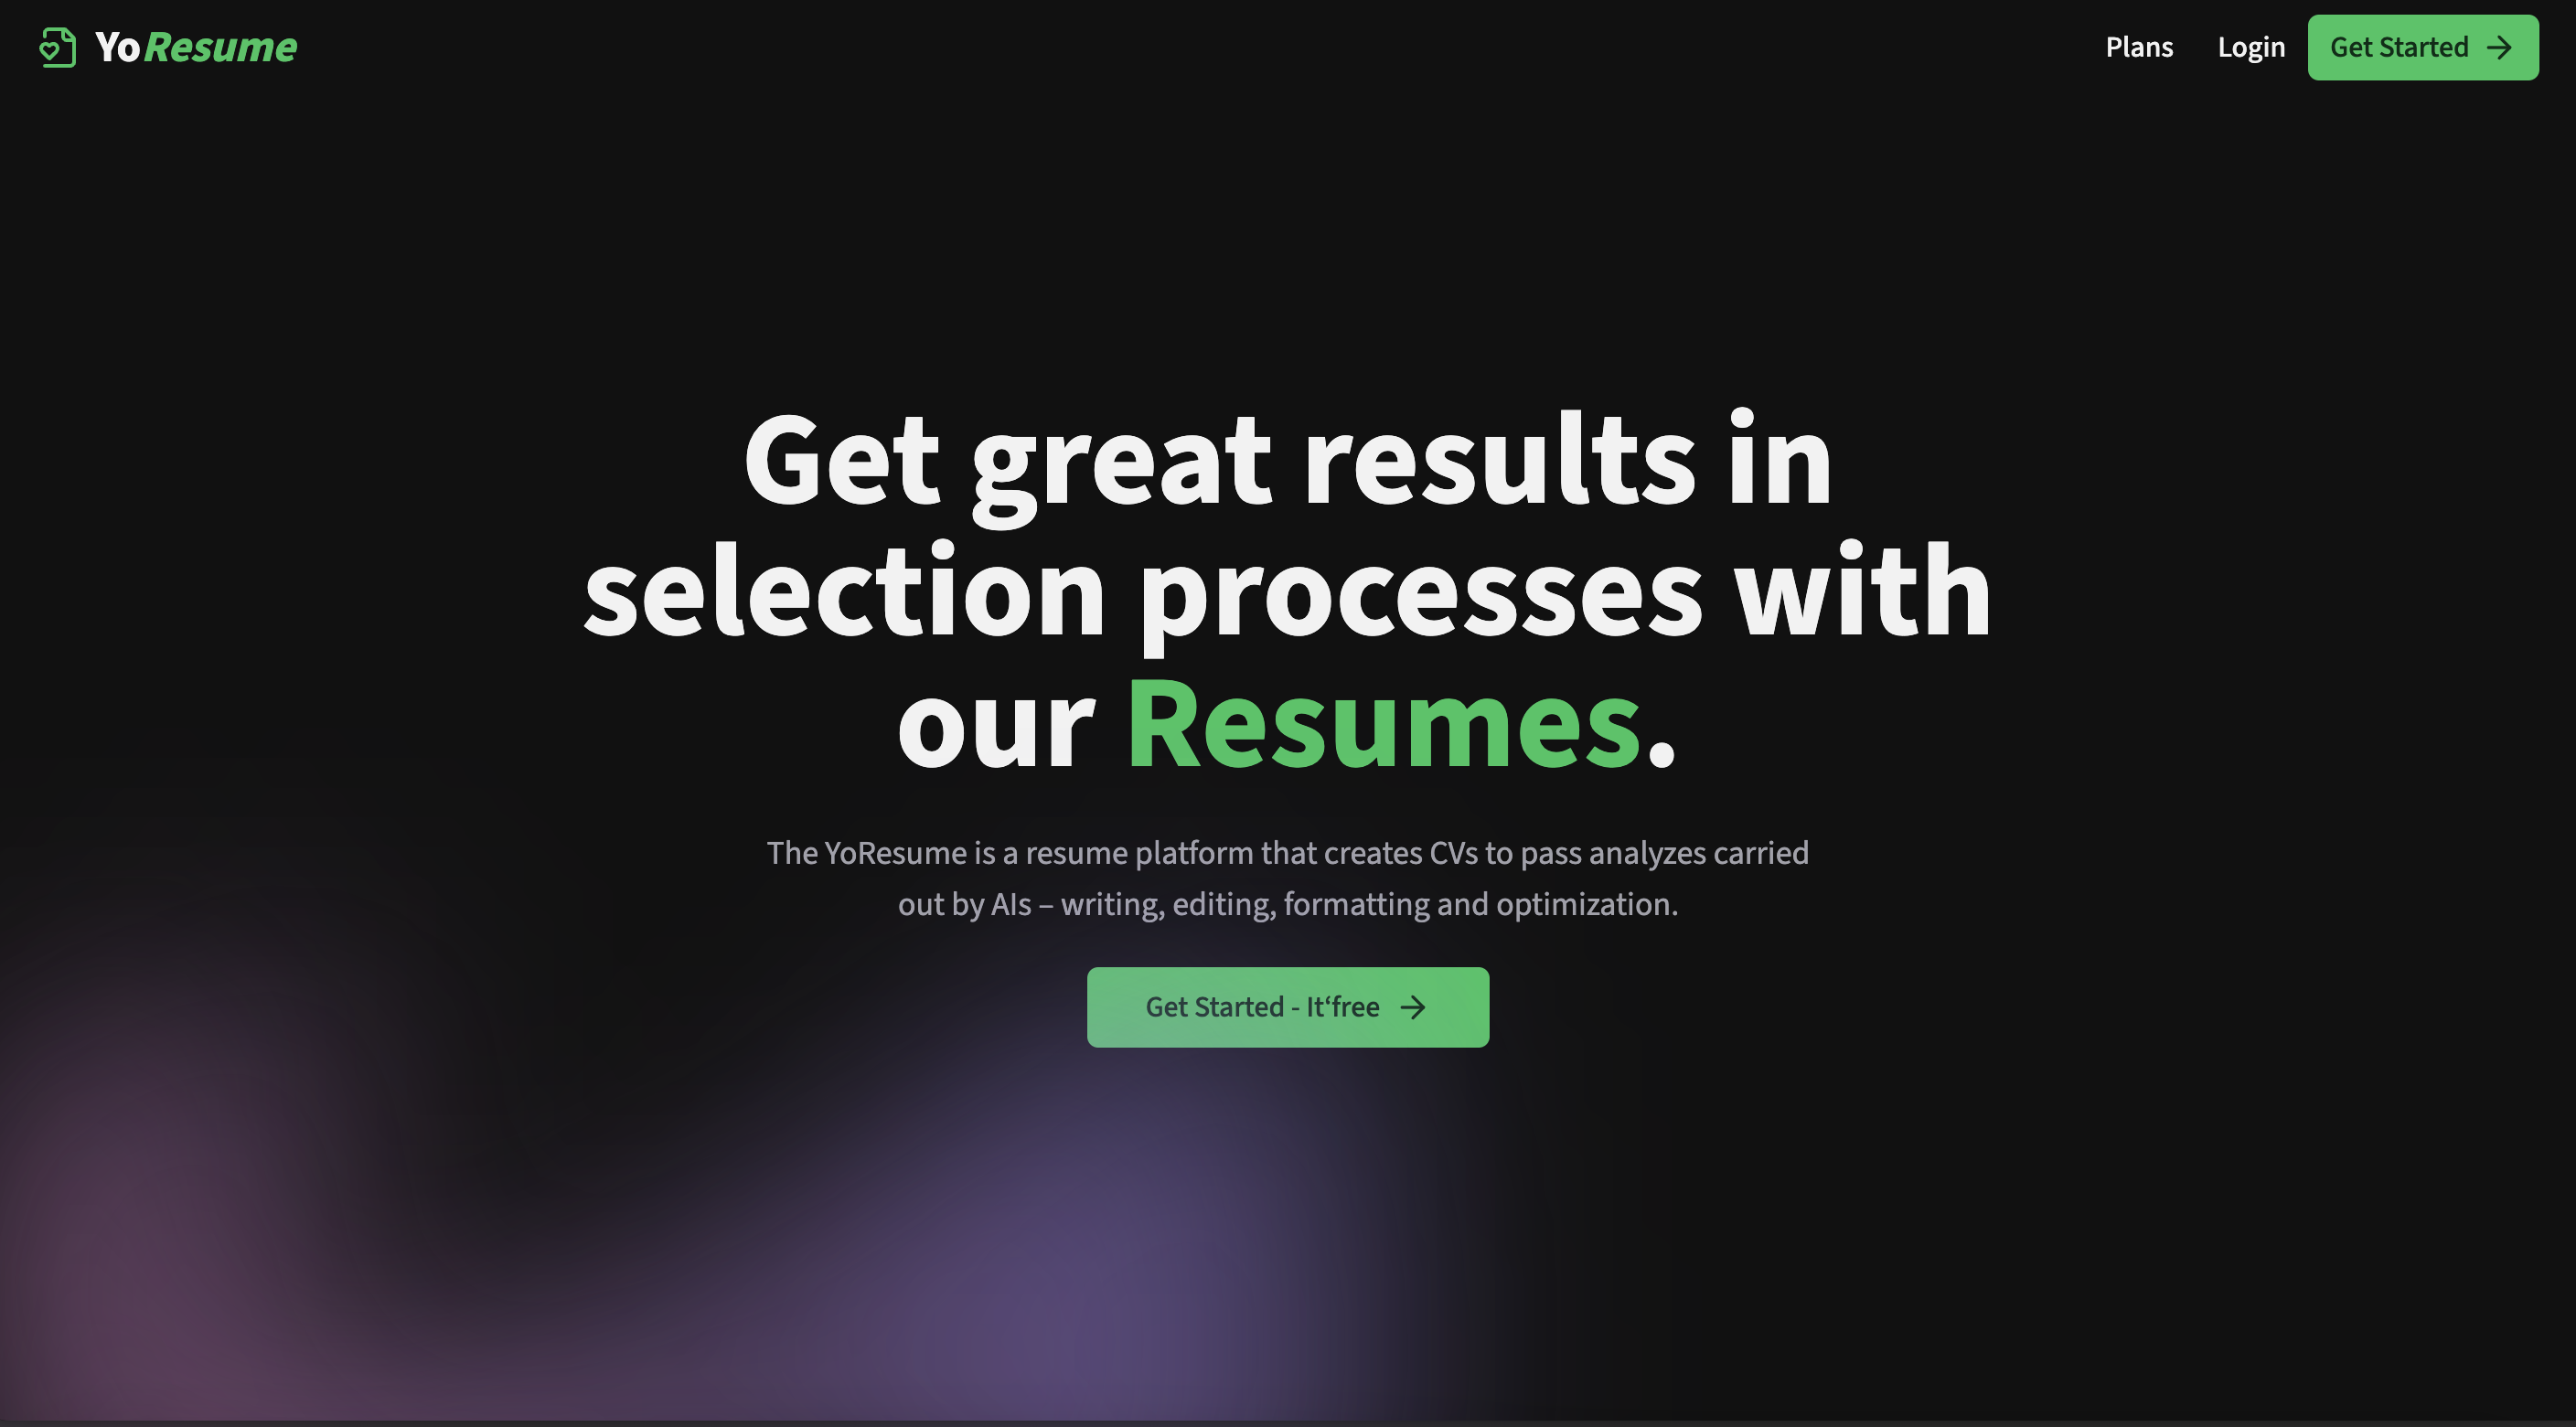 YoResume
Plans
Login
Get Started
Get great results in
selection processes with
our Resumes.
The YoResume is a resume platform that creates CVs to pass analyzes carried
out by AIs – writing, editing, formatting and optimization.
Get Started - It‘free